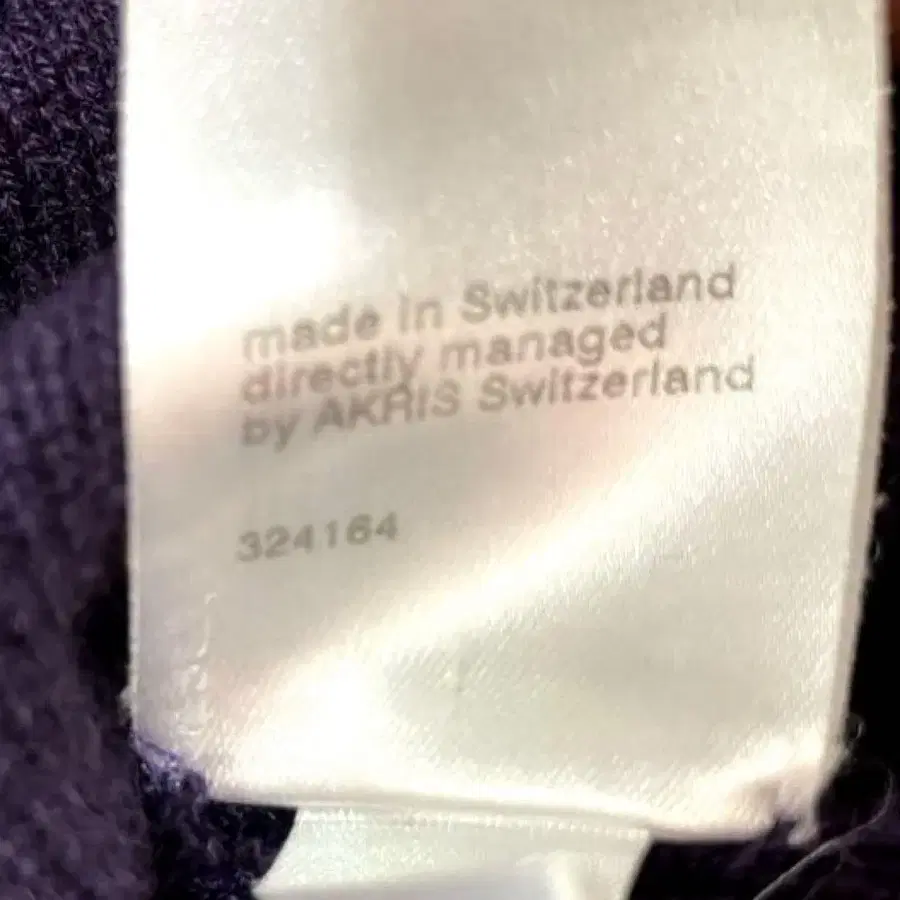 made in Switzerland
directly managed
by AKRIS Switzerland
324164